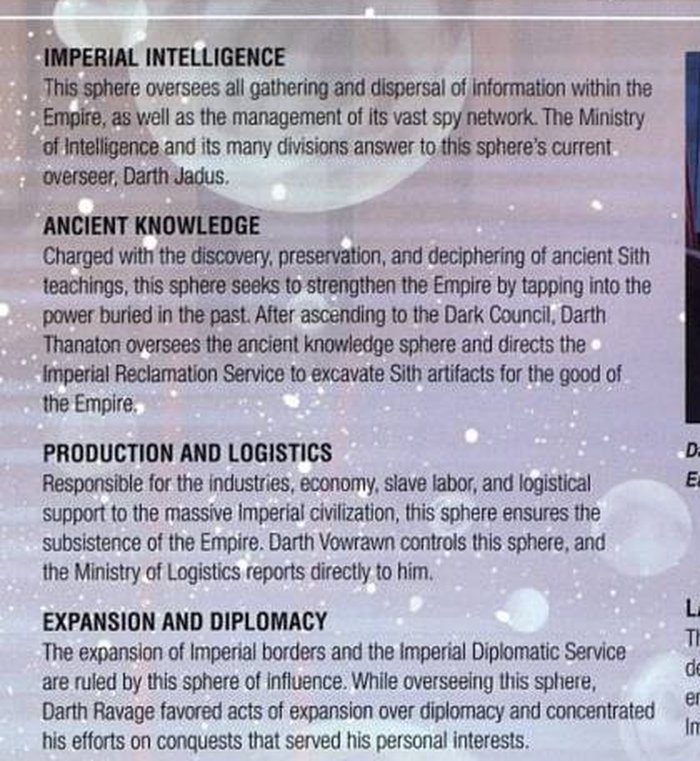 IMPERIAL INTELLIGENCE
This sphere oversees all gathering and dispersal of information within the
Empire, as well as the management of its vast spy network. The Ministry
of Intelligence and its many divisions answer to this sphere's current
overseer, Darth Jadus.
ANCIENT KNOWLEDGE
Charged with the discovery, preservation, and deciphering of ancient Sith
teachings, this sphere seeks to strengthen the Empire by tapping into the
power buried in the past. After ascending to the Dark Council, Darth
Thanaton oversees the ancient knowledge sphere and directs the
Imperial Reclamation Service to excavate Sith artifacts for the good of
the Empire.
PRODUCTION AND LOGISTICS
Responsible for the industries, economy, slave labor, and logistical
support to the massive Imperial civilization, this sphere ensures the
subsistence of the Empire. Darth Vowrawn controls this sphere, and
the Ministry of Logistics reports directly to him.
EXPANSION AND DIPLOMACY
The expansion of Imperial borders and the Imperial Diplomatic Service
are ruled by this sphere of influence. While overseeing this sphere,
Darth Ravage favored acts of expansion over diplomacy and concentrated
his efforts on conquests that served his personal interests.